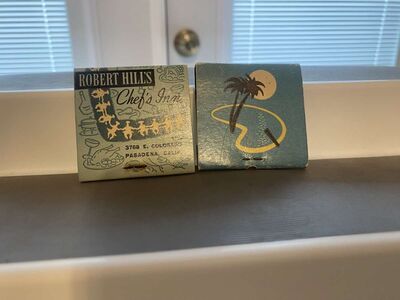 ROBERT HILL'S
Chef's Inn
3768 E. COLORADO
PASADENA, CALIF.